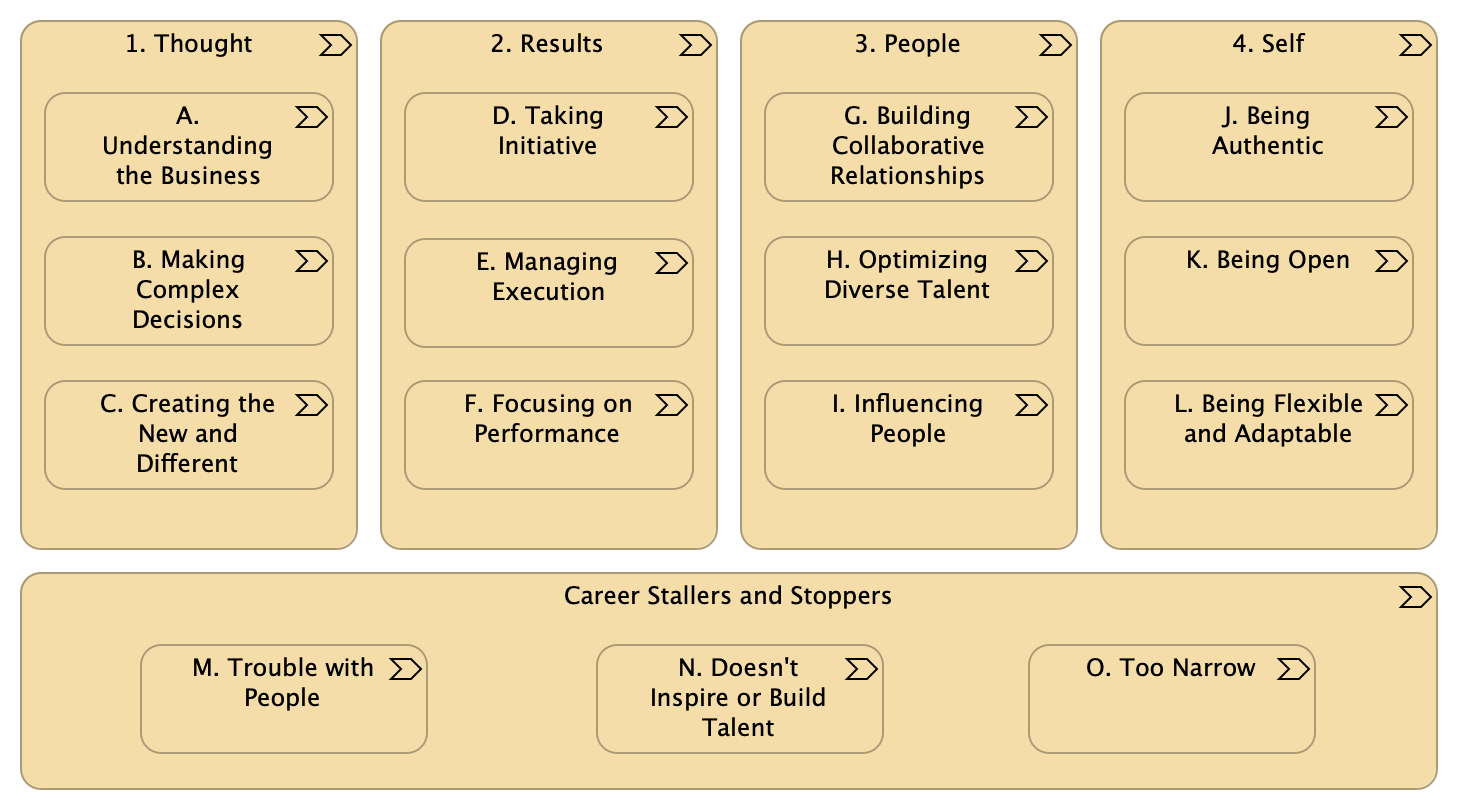 1. Thought
A.
Understanding
the Business
B. Making
Complex
Decisions
C. Creating the
New and
Different
2. Results
D. Taking
Initiative
E. Managing
Execution
F. Focusing on
Performance
3. People
G. Building
Collaborative
Relationships
H. Optimizing
Diverse Talent
I. Influencing
People
4. Self
J. Being
Authentic
K. Being Open
L. Being Flexible
and Adaptable
Career Stallers and Stoppers
M. Trouble with
People
N. Doesn't
Inspire or Build
Talent
O. Too Narrow